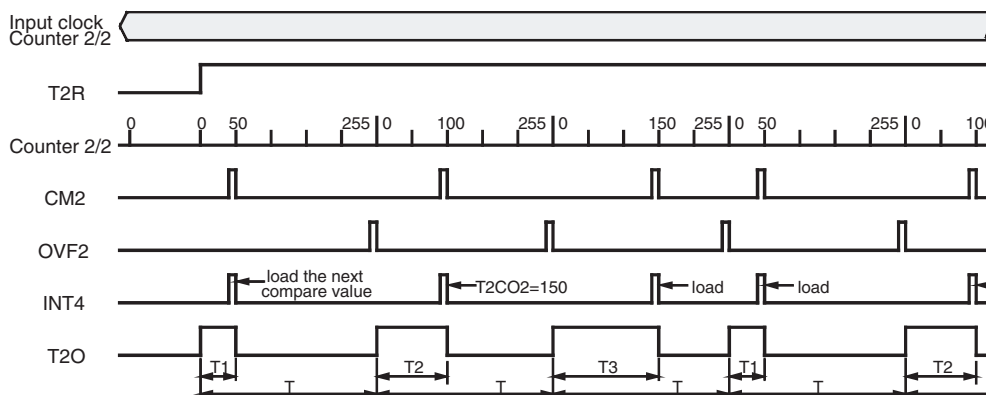 Input clock
Counter 2/2
T2R
0 0 50 255 0 100 255 0 150 255 0 50 255 0 100
Counter 2/2
CM2
OVF2
load the next
compare value
T2CO2=150
load
load
INT4
T2O
T1 T2 T3 T1 T2
T T T T